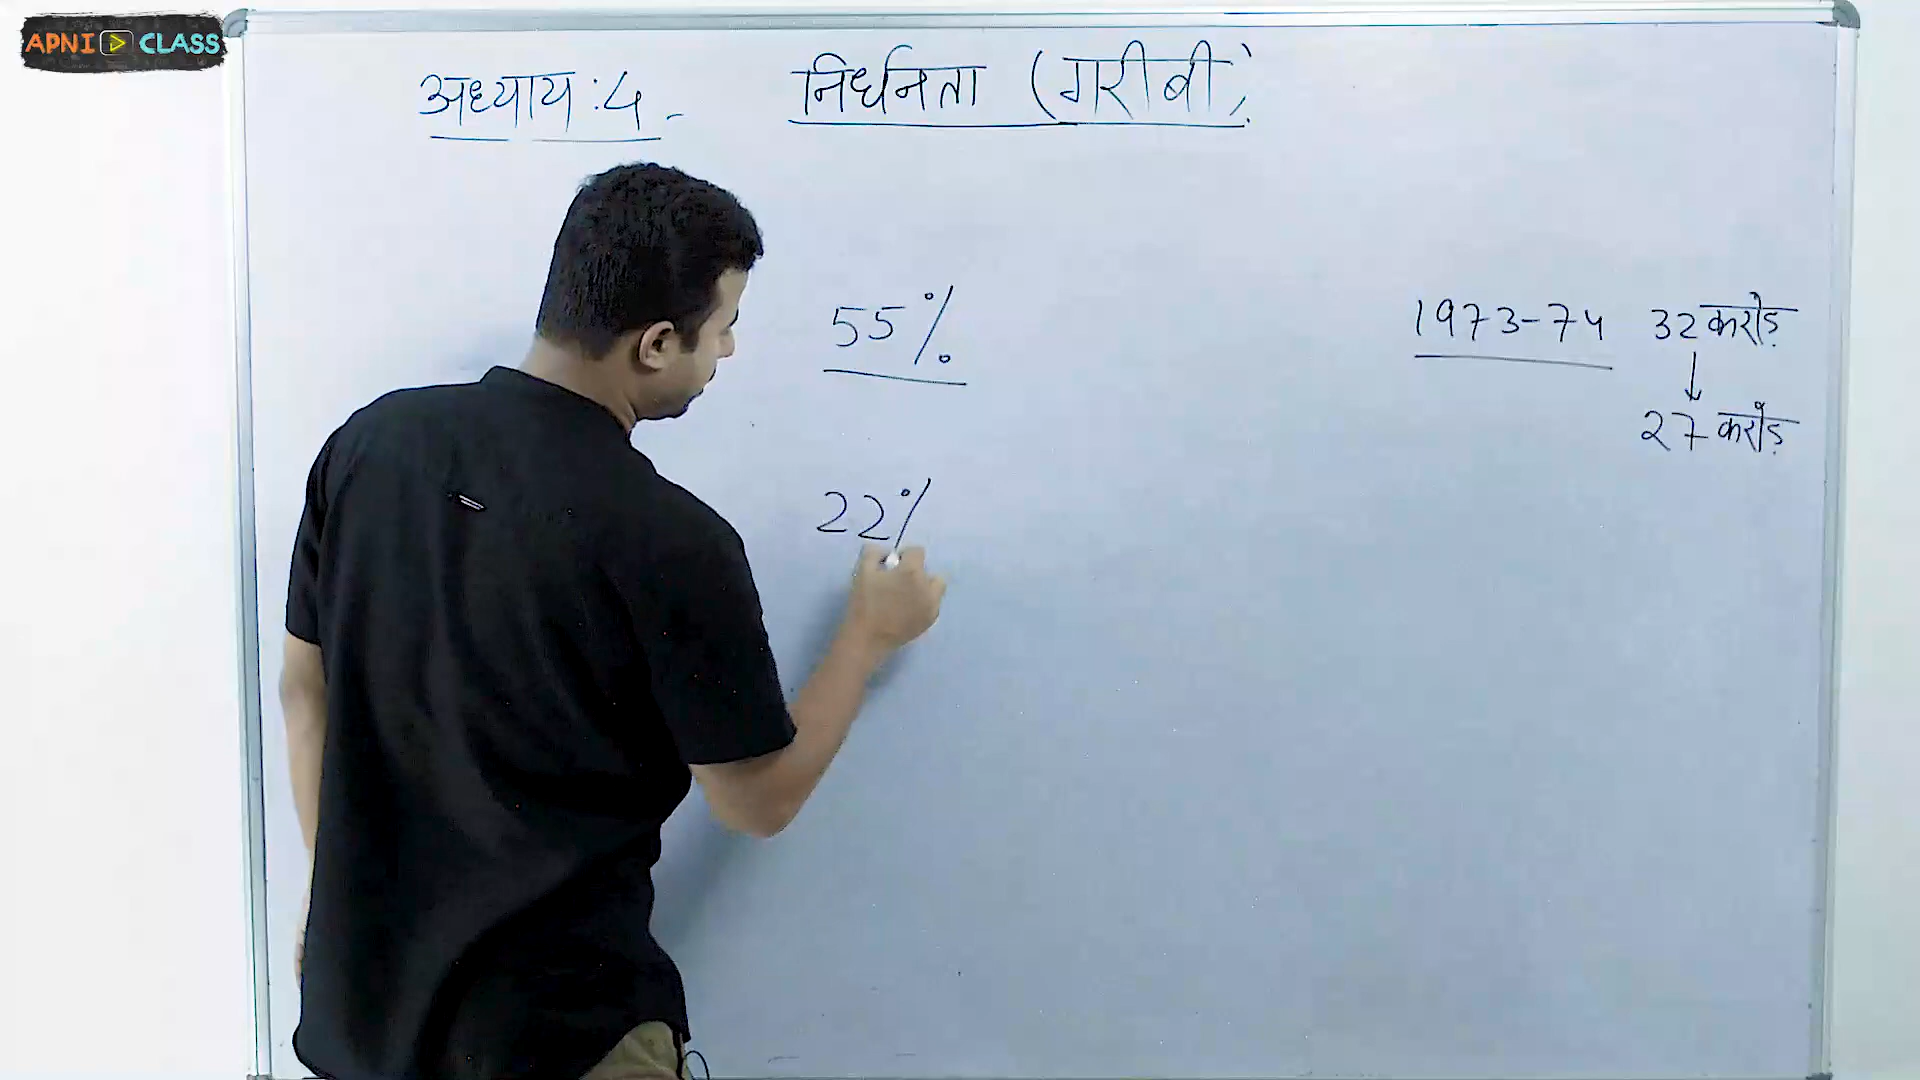 APNI CLASS
अध्याय :4 - निर्धनता (गरीबी)
55%
1973-74 32 करोड़
↓
27 करोड़
22%